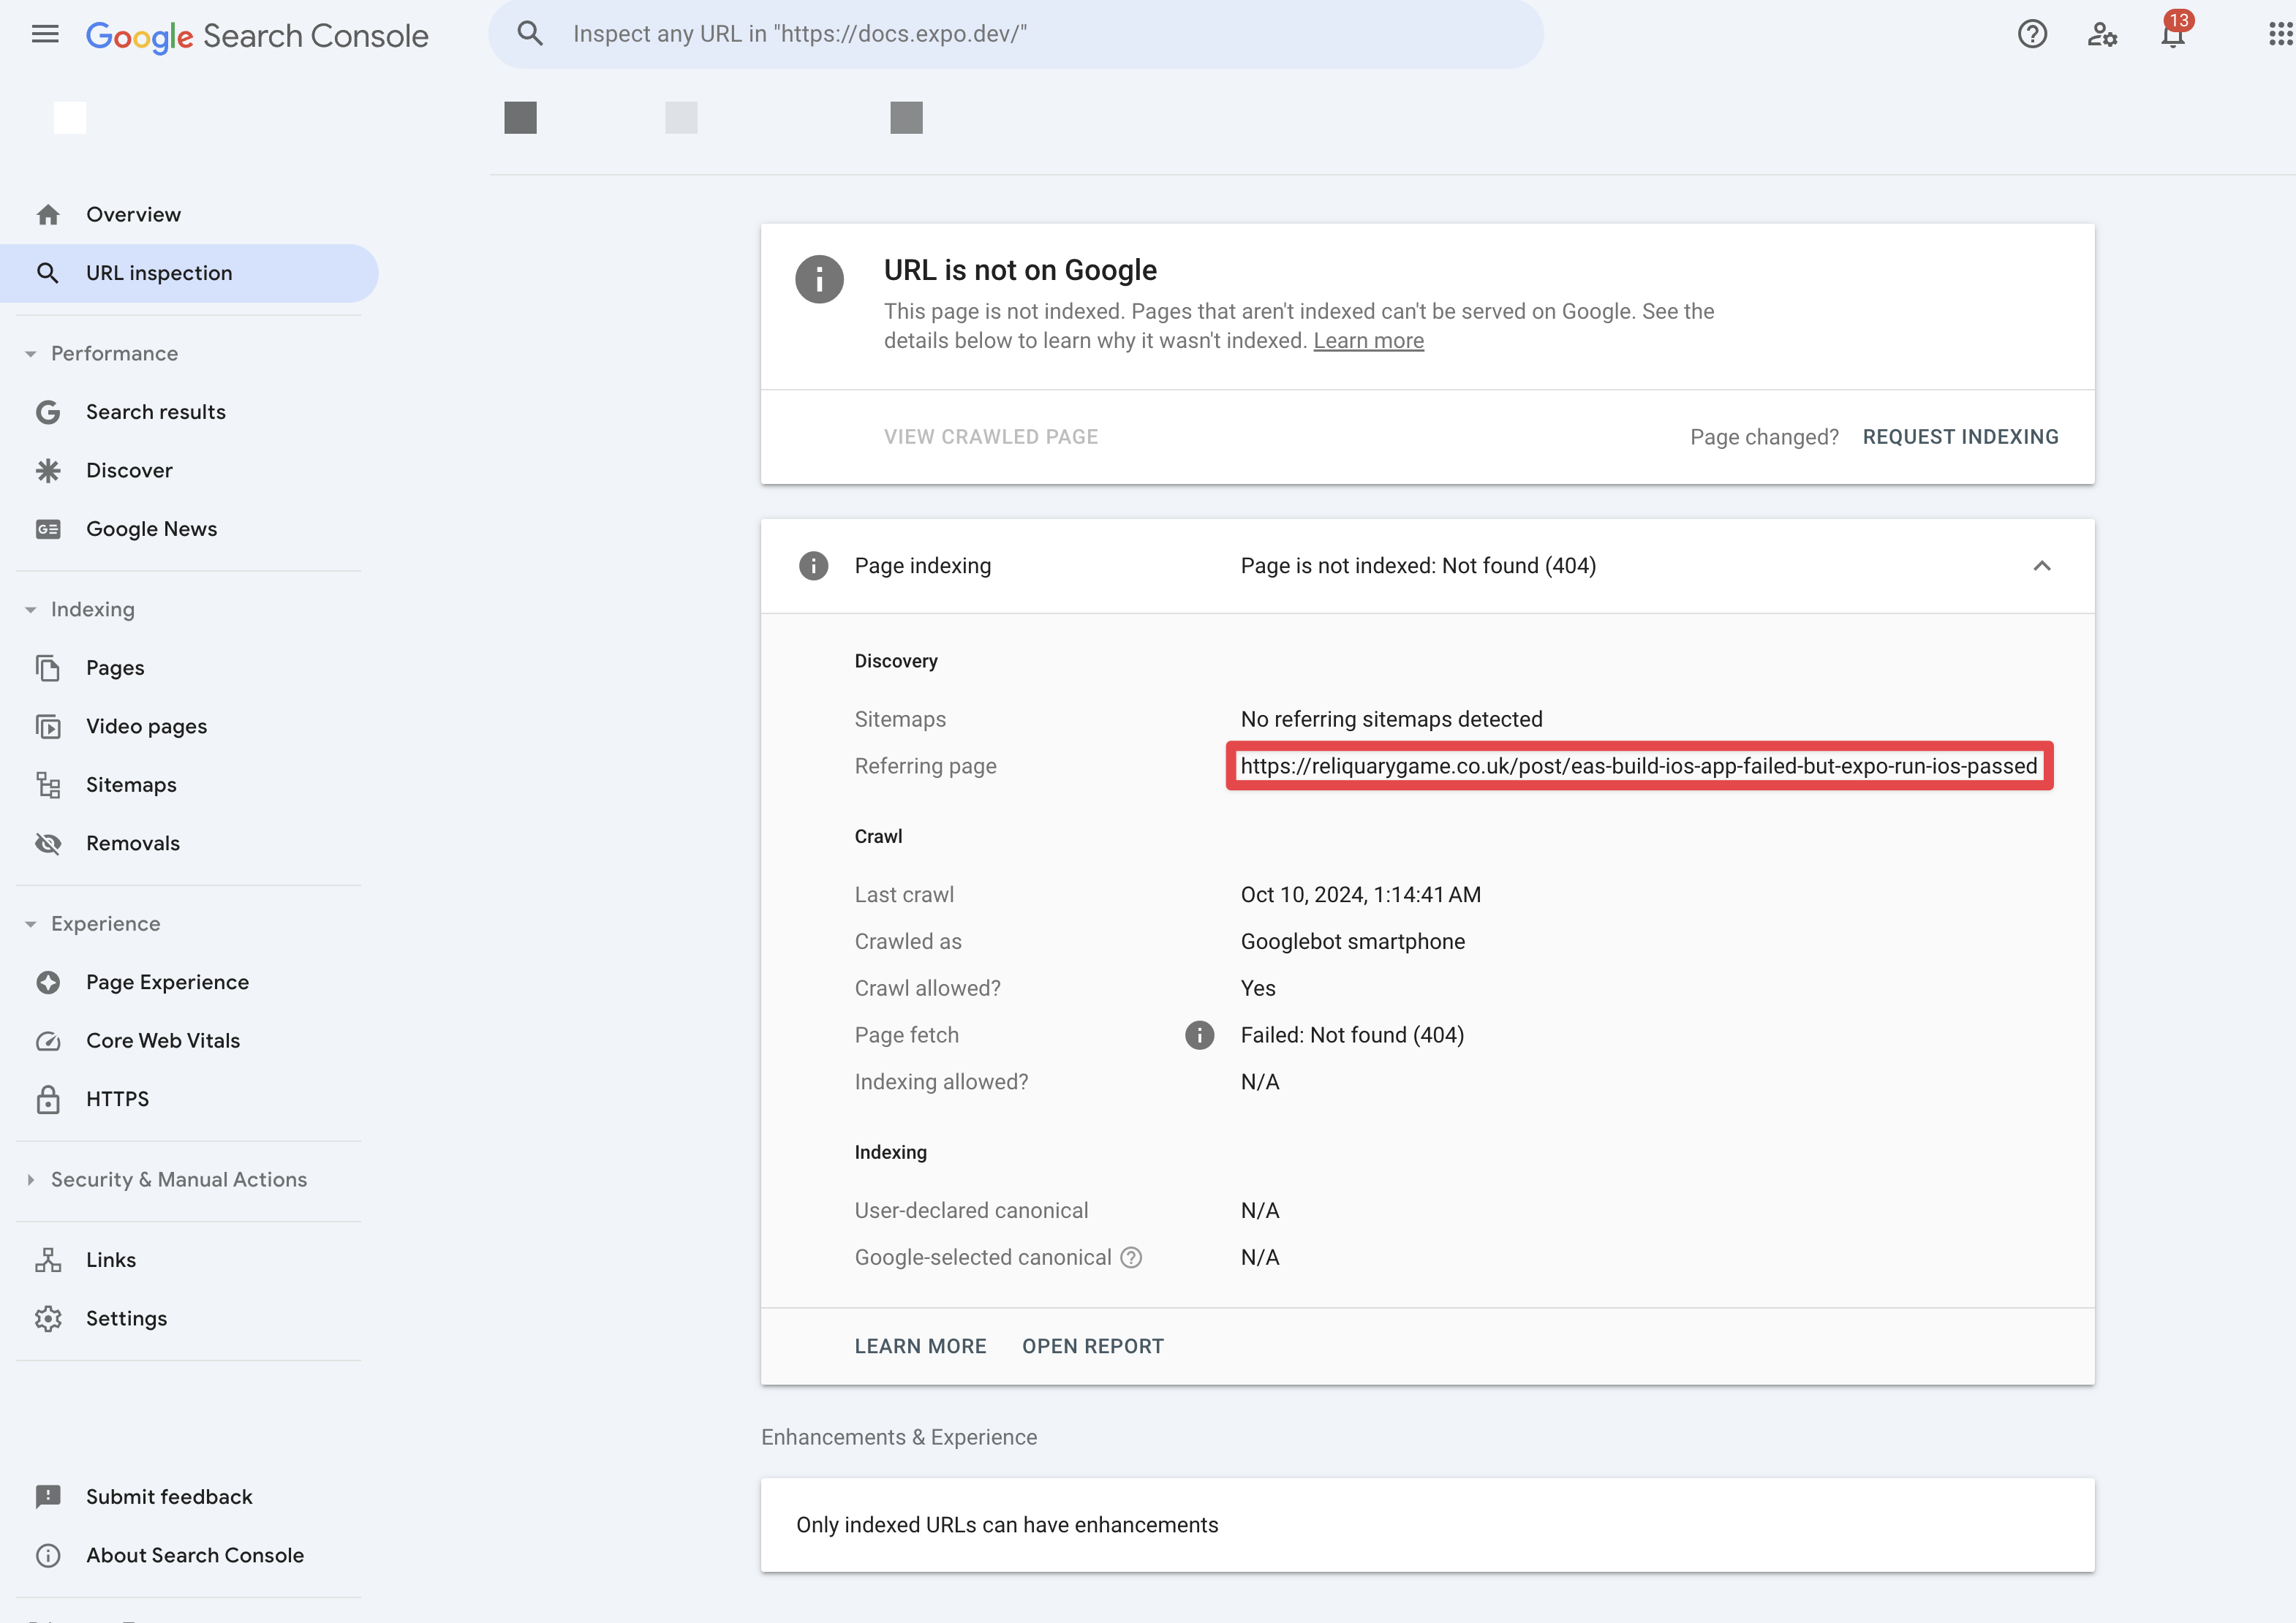 Google Search Console
Inspect any URL in "https://docs.expo.dev/"
13
Overview
URL inspection
Performance
Search results
Discover
Google News
Indexing
Pages
Video pages
Sitemaps
Removals
Experience
Page Experience
Core Web Vitals
HTTPS
Security & Manual Actions
Links
Settings
Submit feedback
About Search Console
URL is not on Google
This page is not indexed. Pages that aren't indexed can't be served on Google. See the
details below to learn why it wasn't indexed. Learn more
VIEW CRAWLED PAGE
Page changed? REQUEST INDEXING
Page indexing
Page is not indexed: Not found (404)
Discovery
Sitemaps
No referring sitemaps detected
Referring page
https://reliquarygame.co.uk/post/eas-build-ios-app-failed-but-expo-run-ios-passed
Crawl
Last crawl
Oct 10, 2024, 1:14:41 AM
Crawled as
Googlebot smartphone
Crawl allowed?
Yes
Page fetch
Failed: Not found (404)
Indexing allowed?
N/A
Indexing
User-declared canonical
N/A
Google-selected canonical
N/A
LEARN MORE
OPEN REPORT
Enhancements & Experience
Only indexed URLs can have enhancements